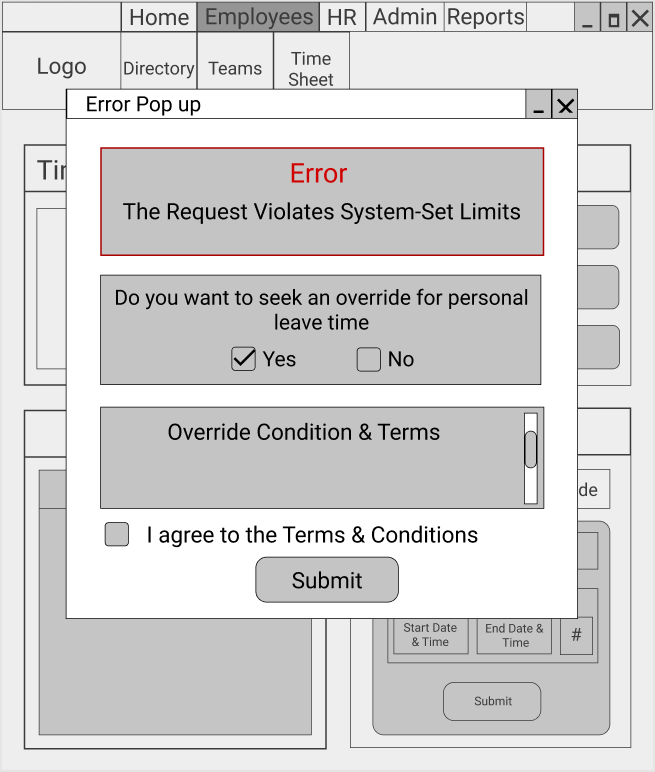 Home Employees HR Admin Reports
Logo
Directory
Teams
Time
Sheet
Error Pop up
Error
The Request Violates System-Set Limits
Do you want to seek an override for personal
leave time
Yes No
Override Condition & Terms
I agree to the Terms & Conditions
Submit
Start Date
& Time
End Date &
Time
#
Submit